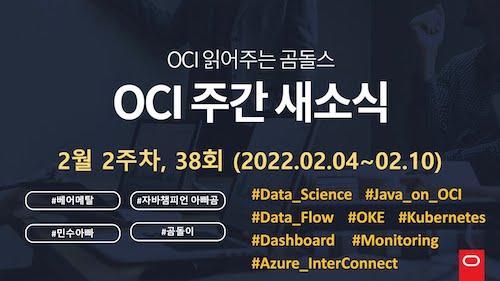 OCI 읽어주는 곰돌스
OCI 주간 새소식
2월 2주차, 38회 (2022.02.04~02.10)
#베어메탈 #자바챔피언 아빠곰
#민수아빠 #곰돌이
#Data_Science #Java_on_OCI
#Data_Flow #OKE #Kubernetes
#Dashboard #Monitoring
#Azure_InterConnect